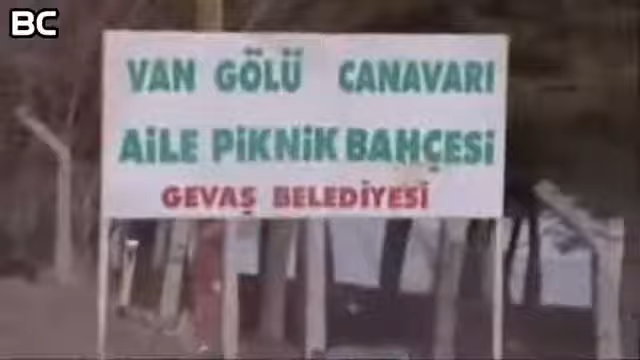 BC
VAN GÖLÜ CANAVARI
AİLE PİKNİK BAHÇESİ
GEVAŞ BELEDİYESİ